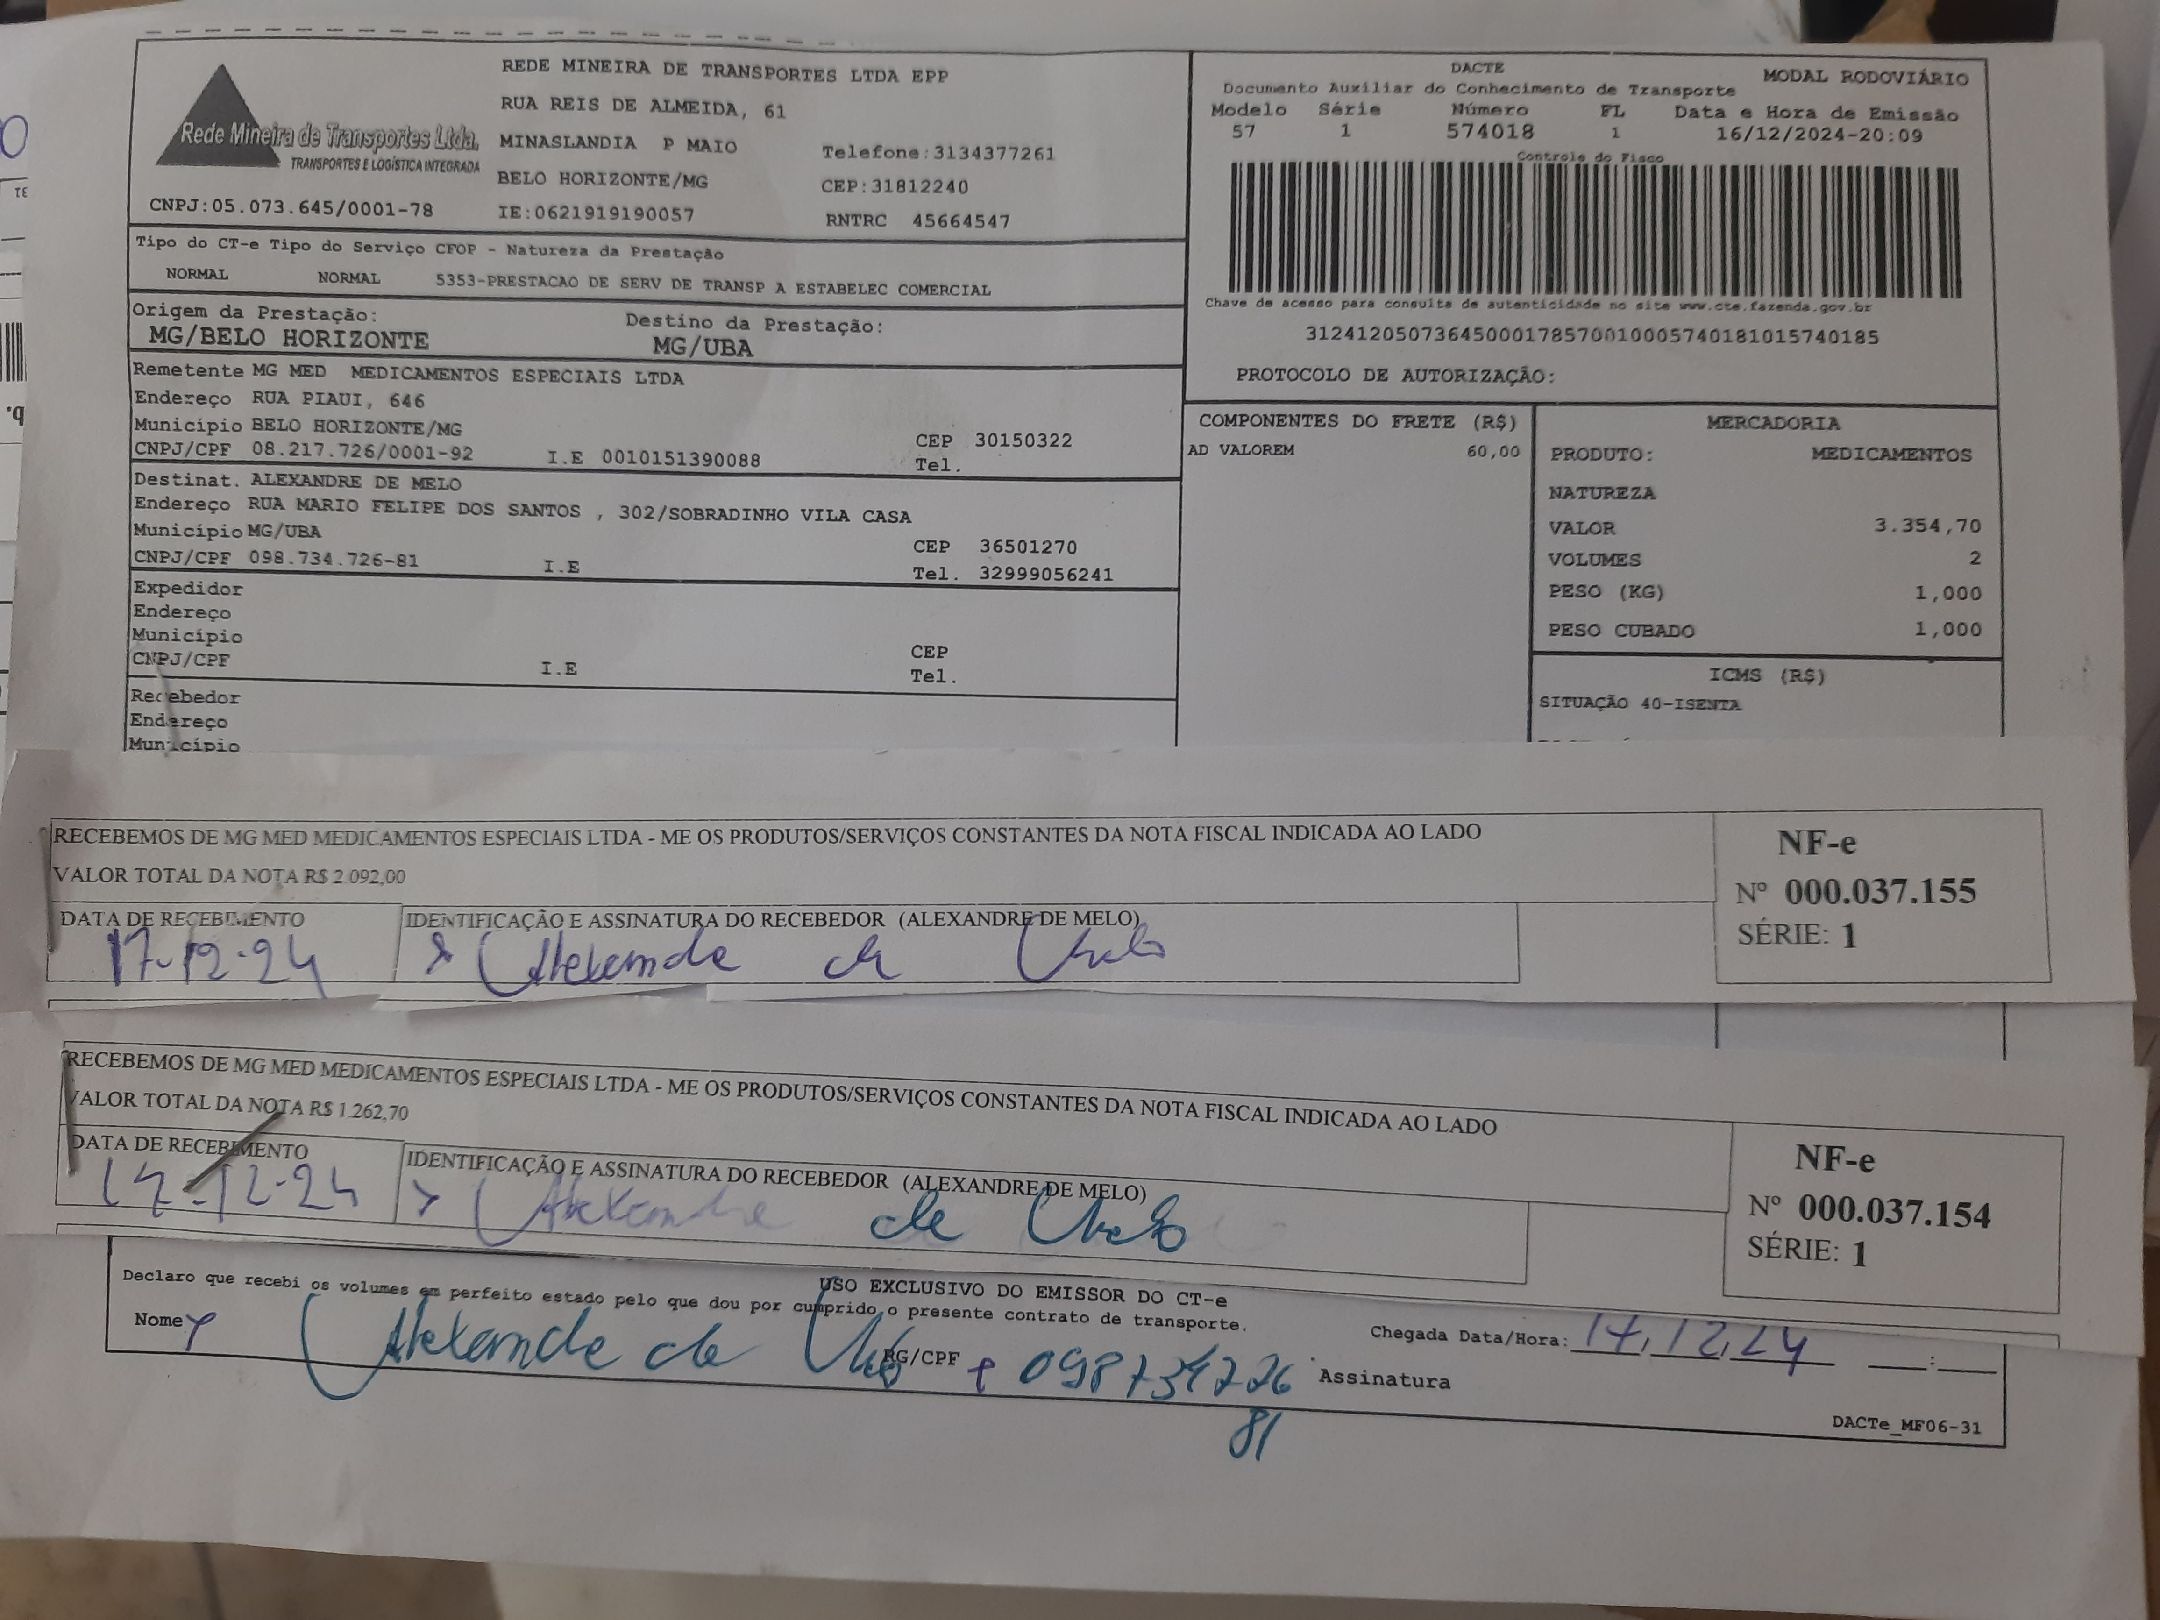 REDE MINEIRA DE TRANSPORTES LTDA EPP
RUA REIS DE ALMEIDA, 61
MINASLANDIA P MAIO
Telefone:3134377261
BELO HORIZONTE/MG
CEP:31812240
IE:0621919190057
RNTRC 45664547
Rede Mineira de Transportes Ltda.
TRANSPORTES E LOGÍSTICA INTEGRADA
CNPJ:05.073.645/0001-78
DACTE
MODAL RODOVIÁRIO
Documento Auxiliar do Conhecimento de Transporte
Modelo Série Número FL Data e Hora de Emissão
57 1 574018 1 16/12/2024-20:09
Controle do Fisco
Chave de acesso para consulta de autenticidade no site www.cte.fazenda.gov.br
31241205073645000178570010005740181015740185
PROTOCOLO DE AUTORIZAÇÃO:
Tipo do CT-e Tipo do Serviço CFOP - Natureza da Prestação
NORMAL NORMAL 5353-PRESTACAO DE SERV DE TRANSP A ESTABELEC COMERCIAL
Origem da Prestação:
MG/BELO HORIZONTE
Destino da Prestação:
MG/UBA
Remetente MG MED MEDICAMENTOS ESPECIAIS LTDA
Endereço RUA PIAUI, 646
Município BELO HORIZONTE/MG
CEP 30150322
CNPJ/CPF 08.217.726/0001-92 I.E 0010151390088 Tel.
Destinat. ALEXANDRE DE MELO
Endereço RUA MARIO FELIPE DOS SANTOS , 302/SOBRADINHO VILA CASA
Município MG/UBA
CEP 36501270
CNPJ/CPF 098.734.726-81 I.E Tel. 32999056241
Expedidor
Endereço
Município
CEP
CNPJ/CPF I.E Tel.
Recebedor
Endereço
Município
COMPONENTES DO FRETE (R$)
AD VALOREM 60,00
MERCADORIA
PRODUTO: MEDICAMENTOS
NATUREZA
VALOR 3.354,70
VOLUMES 2
PESO (KG) 1,000
PESO CUBADO 1,000
ICMS (R$)
SITUAÇÃO 40-ISENTA
RECEBEMOS DE MG MED MEDICAMENTOS ESPECIAIS LTDA - ME OS PRODUTOS/SERVIÇOS CONSTANTES DA NOTA FISCAL INDICADA AO LADO
VALOR TOTAL DA NOTA R$ 2.092,00
DATA DE RECEBIMENTO
17-12-24
IDENTIFICAÇÃO E ASSINATURA DO RECEBEDOR (ALEXANDRE DE MELO)
Alexandre de Melo
NF-e
Nº 000.037.155
SÉRIE: 1
RECEBEMOS DE MG MED MEDICAMENTOS ESPECIAIS LTDA - ME OS PRODUTOS/SERVIÇOS CONSTANTES DA NOTA FISCAL INDICADA AO LADO
VALOR TOTAL DA NOTA R$ 1.262,70
DATA DE RECEBIMENTO
17-12-24
IDENTIFICAÇÃO E ASSINATURA DO RECEBEDOR (ALEXANDRE DE MELO)
Alexandre de Melo
NF-e
Nº 000.037.154
SÉRIE: 1
USO EXCLUSIVO DO EMISSOR DO CT-e
Declaro que recebi os volumes em perfeito estado pelo que dou por cumprido o presente contrato de transporte.
Nome Alexandre de Melo RG/CPF 098734726
81
Chegada Data/Hora: 17,12,24 :
Assinatura
DACTe_MF06-31